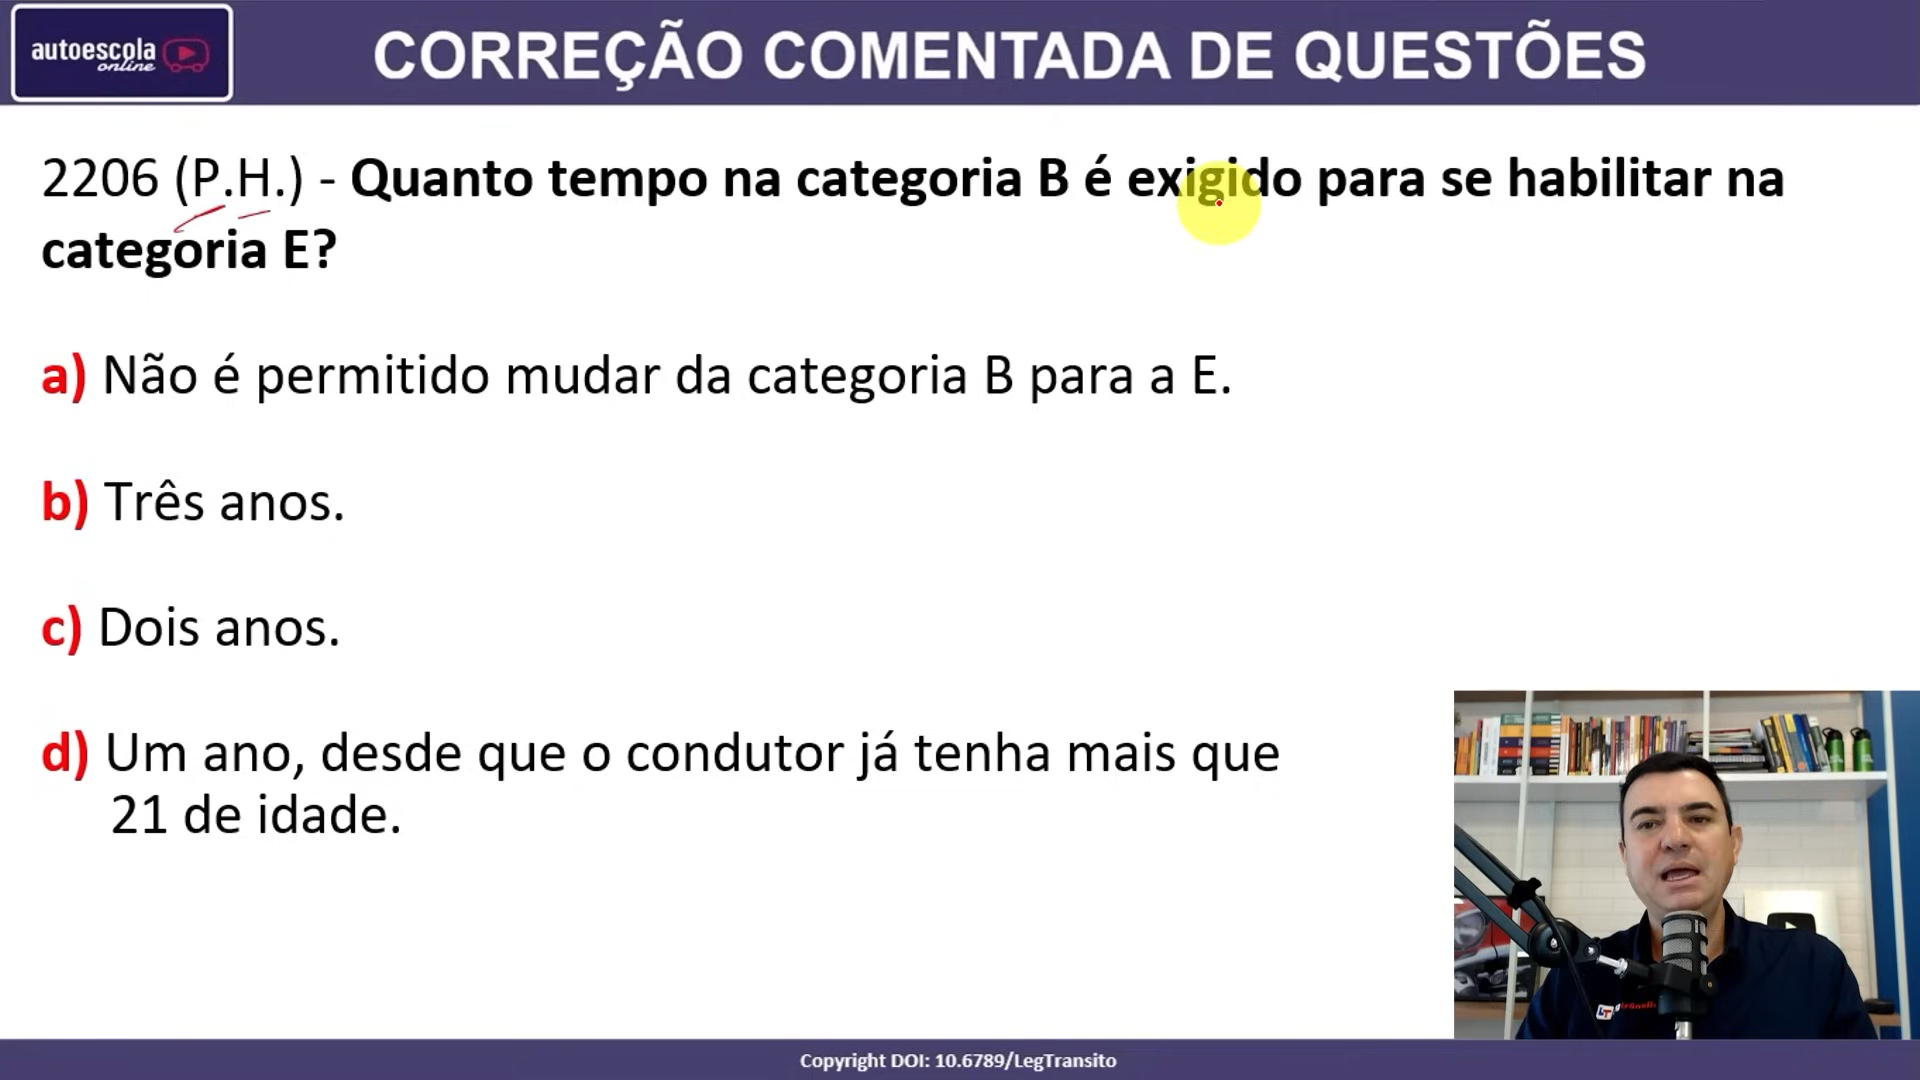 autoescola
online
CORREÇÃO COMENTADA DE QUESTÕES
2206 (P.H.) - Quanto tempo na categoria B é exigido para se habilitar na
categoria E?
a) Não é permitido mudar da categoria B para a E.
b) Três anos.
c) Dois anos.
d) Um ano, desde que o condutor já tenha mais que
21 de idade.
LT
Copyright DOI: 10.6789/LegTransito